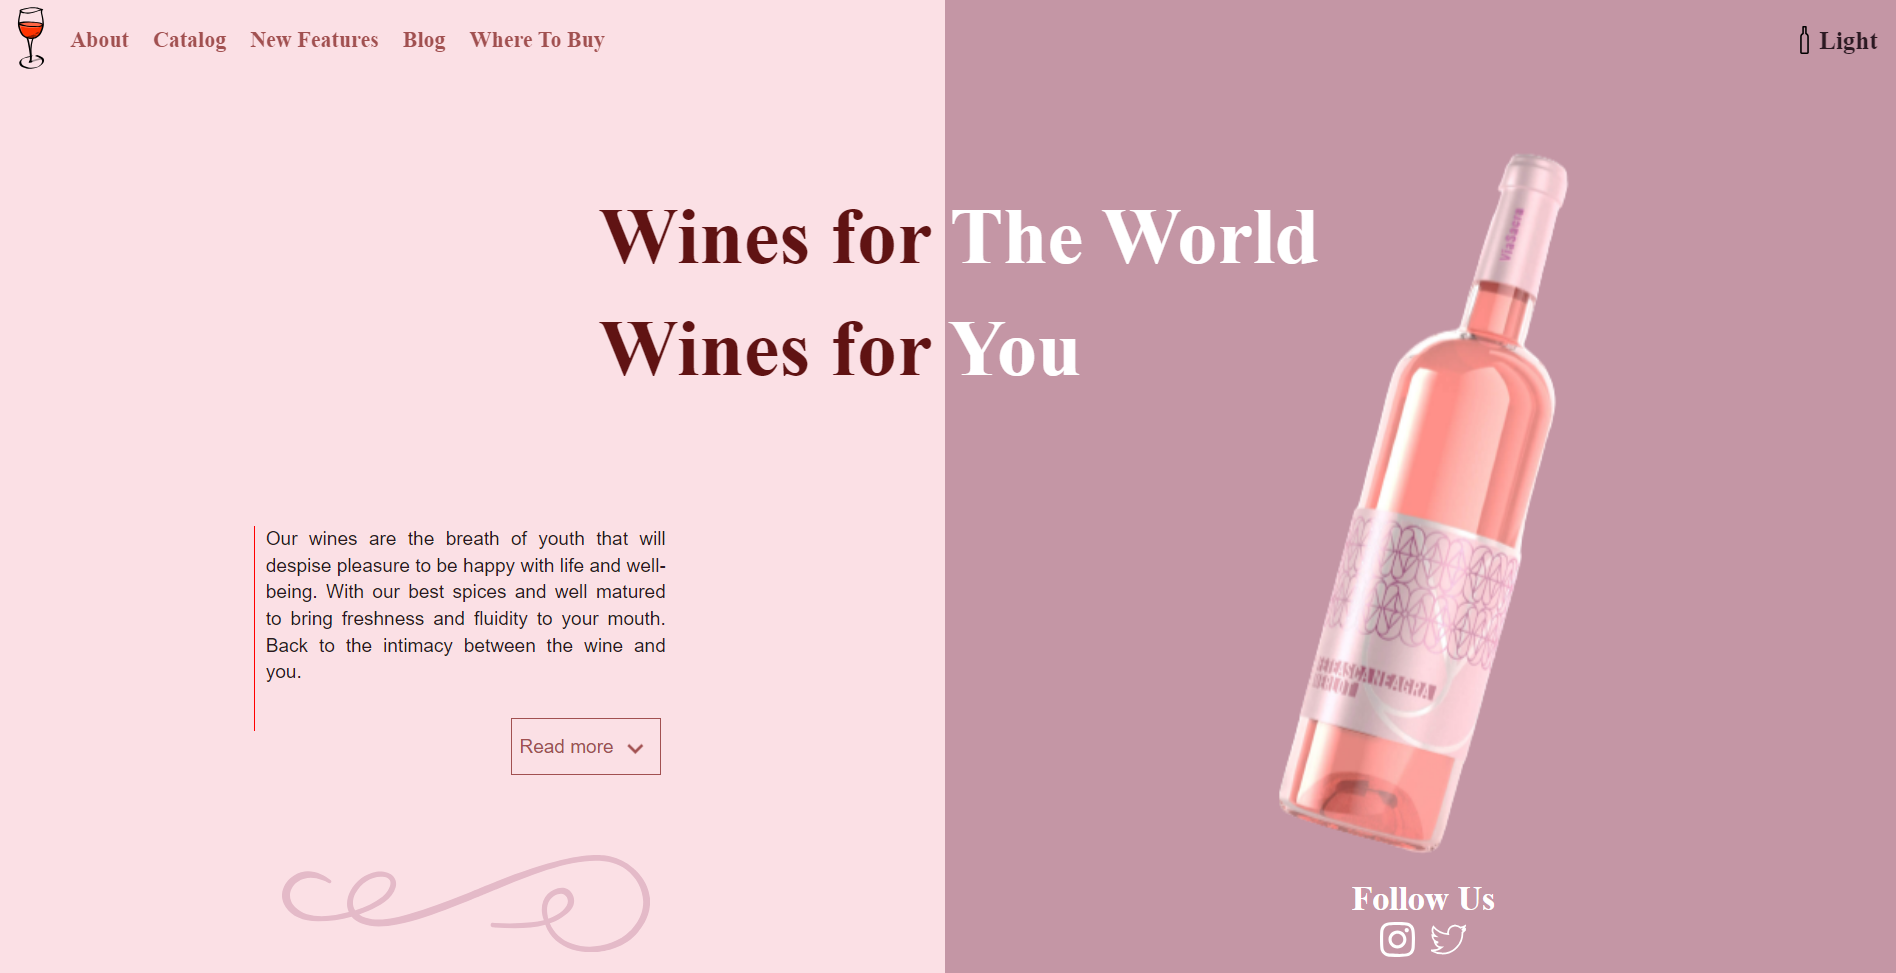 About Catalog New Features Blog Where To Buy
Light
Wines for The World
Wines for You
Our wines are the breath of youth that will
despise pleasure to be happy with life and well-
being. With our best spices and well matured
to bring freshness and fluidity to your mouth.
Back to the intimacy between the wine and
you.
Read more
ViaSacra
NEAGRA
Follow Us